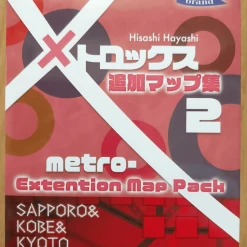 brand
Hisashi Hayashi
メトロックス
追加マップ集
2
metro-
Extention Map Pack
SAPPORO&
KOBE&
KYOTO